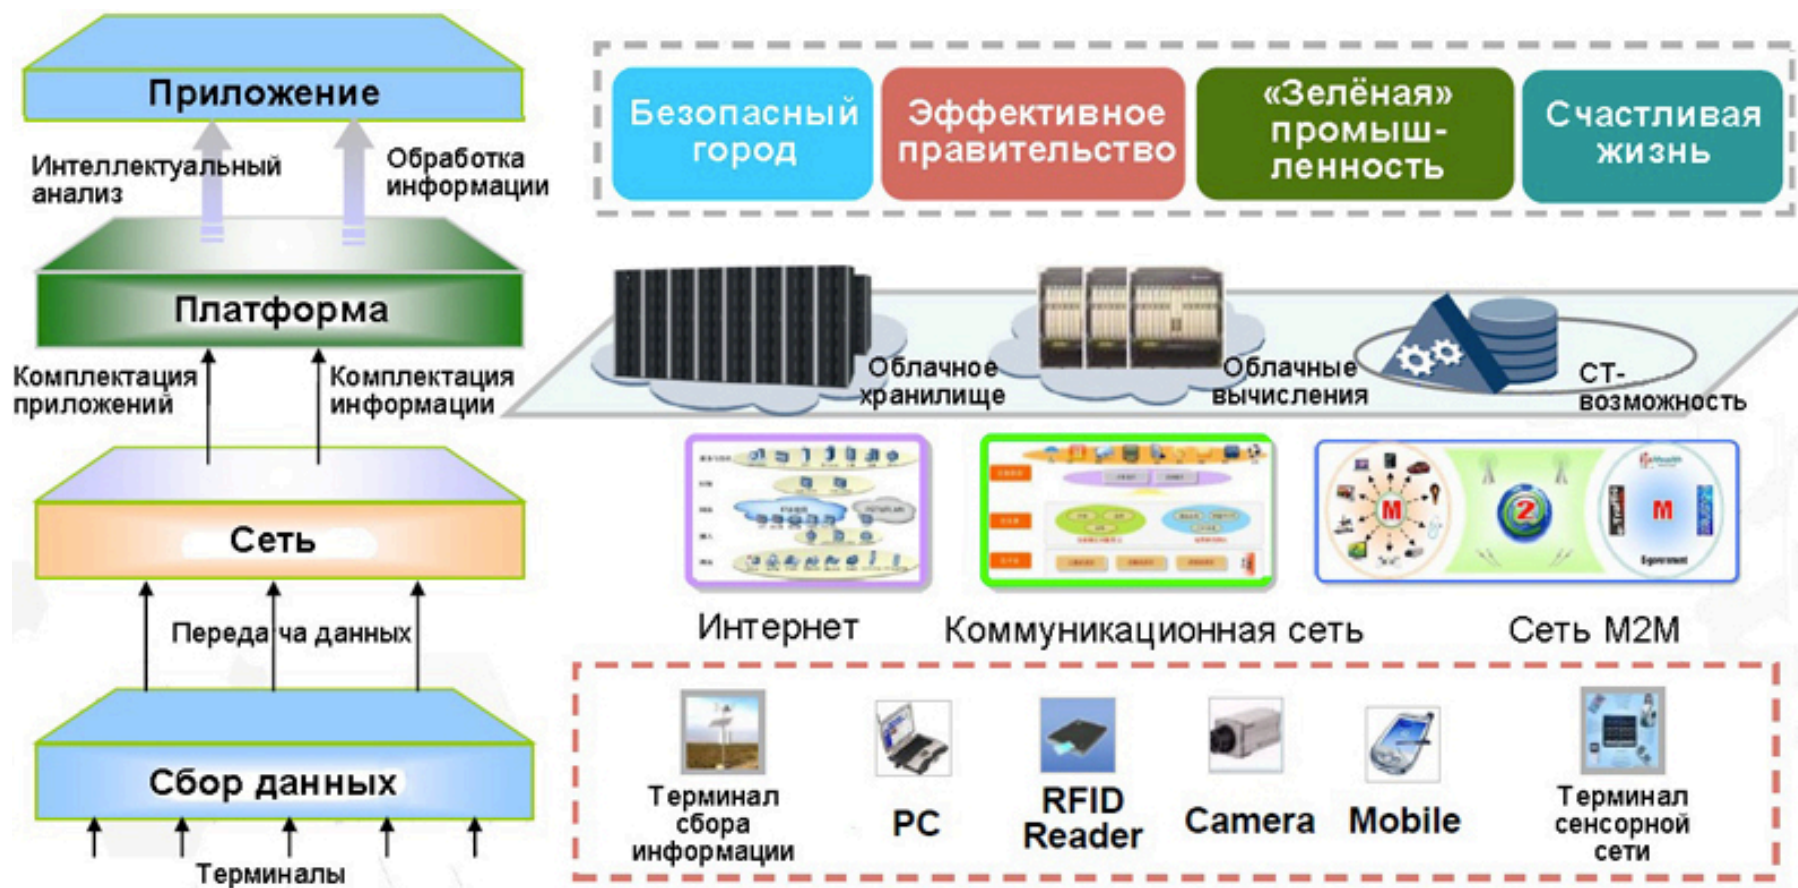 Приложение
Интеллектуальный
анализ
Обработка
информации
Платформа
Комплектация
приложений
Комплектация
информации
Сеть
Передача данных
Сбор данных
Терминалы
Безопасный
город
Эффективное
правительство
«Зелёная»
промыш-
ленность
Счастливая
жизнь
Облачное
хранилище
Облачные
вычисления
СТ-
возможность
M
2
M
Интернет
Коммуникационная сеть
Сеть М2М
Терминал
сбора
информации
PC
RFID
Reader
Camera
Mobile
Терминал
сенсорной
сети